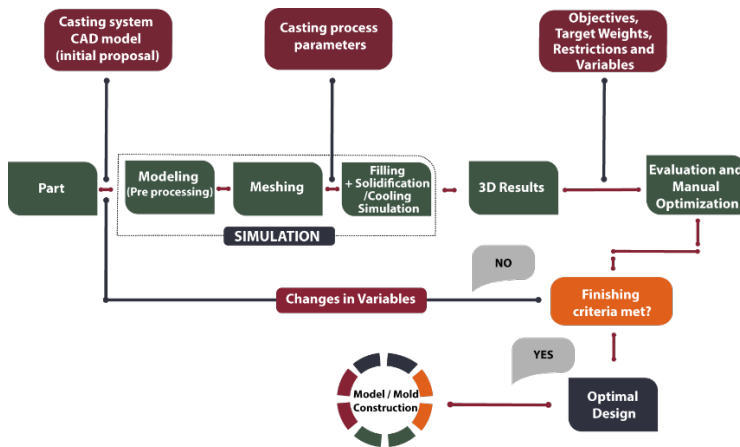 Casting system
CAD model
(initial proposal)
Casting process
parameters
Objectives,
Target Weights,
Restrictions and
Variables
Part
Modeling
(Pre processing)
Meshing
Filling
+ Solidification
/Cooling
Simulation
3D Results
Evaluation and
Manual
Optimization
SIMULATION
NO
Changes in Variables
Finishing
criteria met?
YES
Model / Mold
Construction
Optimal
Design